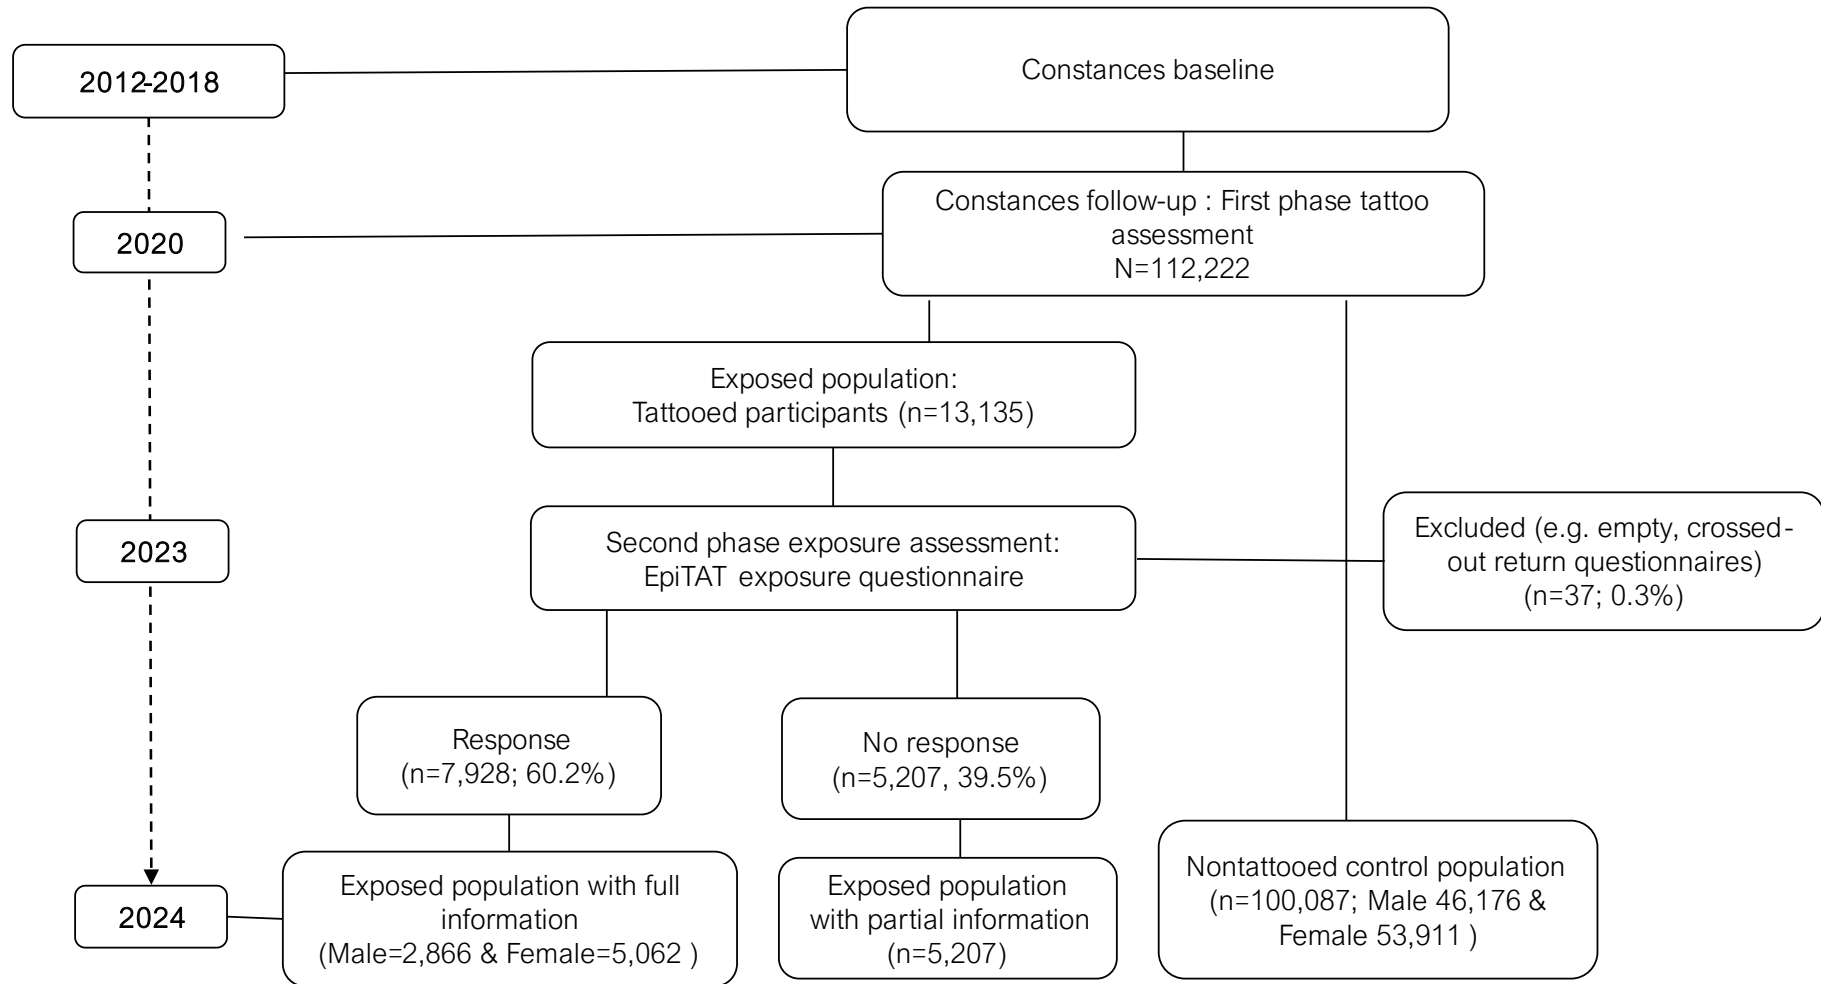 2012-2018
Constances baseline
2020
Constances follow-up : First phase tattoo
assessment
N=112,222
Exposed population:
Tattooed participants (n=13,135)
2023
Second phase exposure assessment:
EpiTAT exposure questionnaire
Excluded (e.g. empty, crossed-
out return questionnaires)
(n=37; 0.3%)
Response
(n=7,928; 60.2%)
No response
(n=5,207, 39.5%)
2024
Exposed population with full
information
(Male=2,866 & Female=5,062 )
Exposed population
with partial information
(n=5,207)
Nontattooed control population
(n=100,087; Male 46,176 &
Female 53,911 )